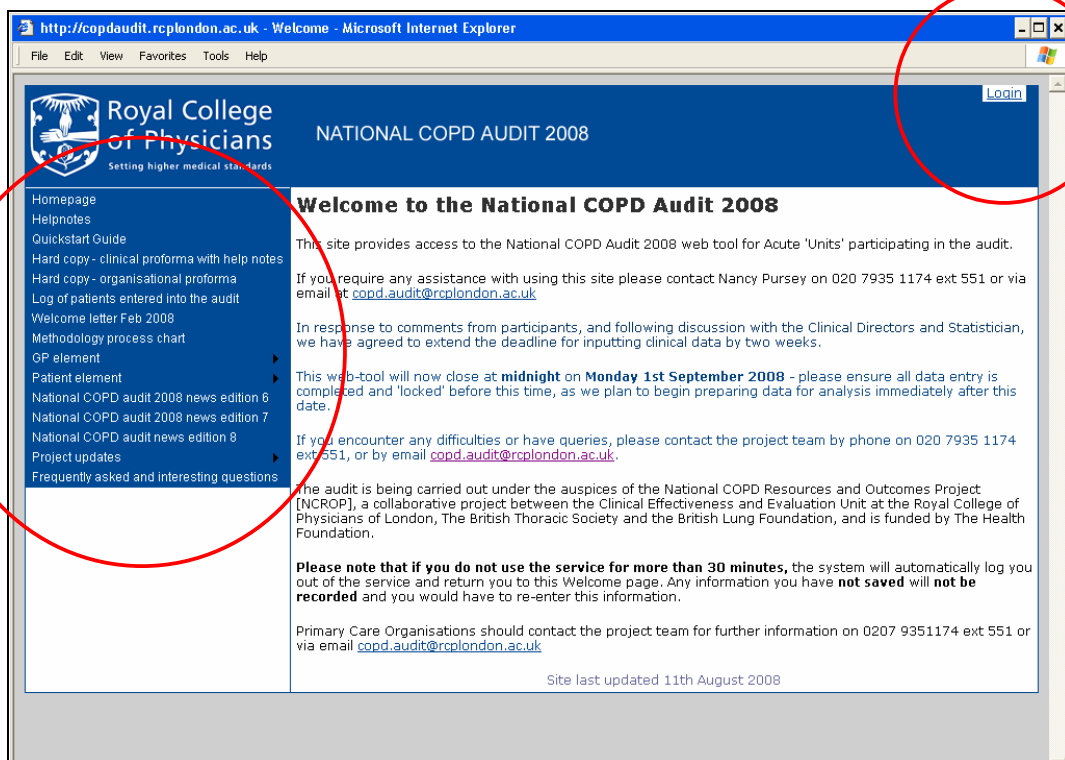 http://copdaudit.rcplondon.ac.uk - Welcome - Microsoft Internet Explorer
File Edit View Favorites Tools Help
Login
Royal College
of Physicians
Setting higher medical standards
NATIONAL COPD AUDIT 2008
Homepage
Helpnotes
Quickstart Guide
Hard copy - clinical proforma with help notes
Hard copy - organisational proforma
Log of patients entered into the audit
Welcome letter Feb 2008
Methodology process chart
GP element
Patient element
National COPD audit 2008 news edition 6
National COPD audit 2008 news edition 7
National COPD audit news edition 8
Project updates
Frequently asked and interesting questions
Welcome to the National COPD Audit 2008
This site provides access to the National COPD Audit 2008 web tool for Acute 'Units' participating in the audit.
If you require any assistance with using this site please contact Nancy Pursey on 020 7935 1174 ext 551 or via
email at copd.audit@rcplondon.ac.uk
In response to comments from participants, and following discussion with the Clinical Directors and Statistician,
we have agreed to extend the deadline for inputting clinical data by two weeks.
This web-tool will now close at midnight on Monday 1st September 2008 - please ensure all data entry is
completed and 'locked' before this time, as we plan to begin preparing data for analysis immediately after this
date.
If you encounter any difficulties or have queries, please contact the project team by phone on 020 7935 1174
ext 551, or by email copd.audit@rcplondon.ac.uk.
The audit is being carried out under the auspices of the National COPD Resources and Outcomes Project
[NCROP], a collaborative project between the Clinical Effectiveness and Evaluation Unit at the Royal College of
Physicians of London, The British Thoracic Society and the British Lung Foundation, and is funded by The Health
Foundation.
Please note that if you do not use the service for more than 30 minutes, the system will automatically log you
out of the service and return you to this Welcome page. Any information you have not saved will not be
recorded and you would have to re-enter this information.
Primary Care Organisations should contact the project team for further information on 0207 9351174 ext 551 or
via email copd.audit@rcplondon.ac.uk
Site last updated 11th August 2008